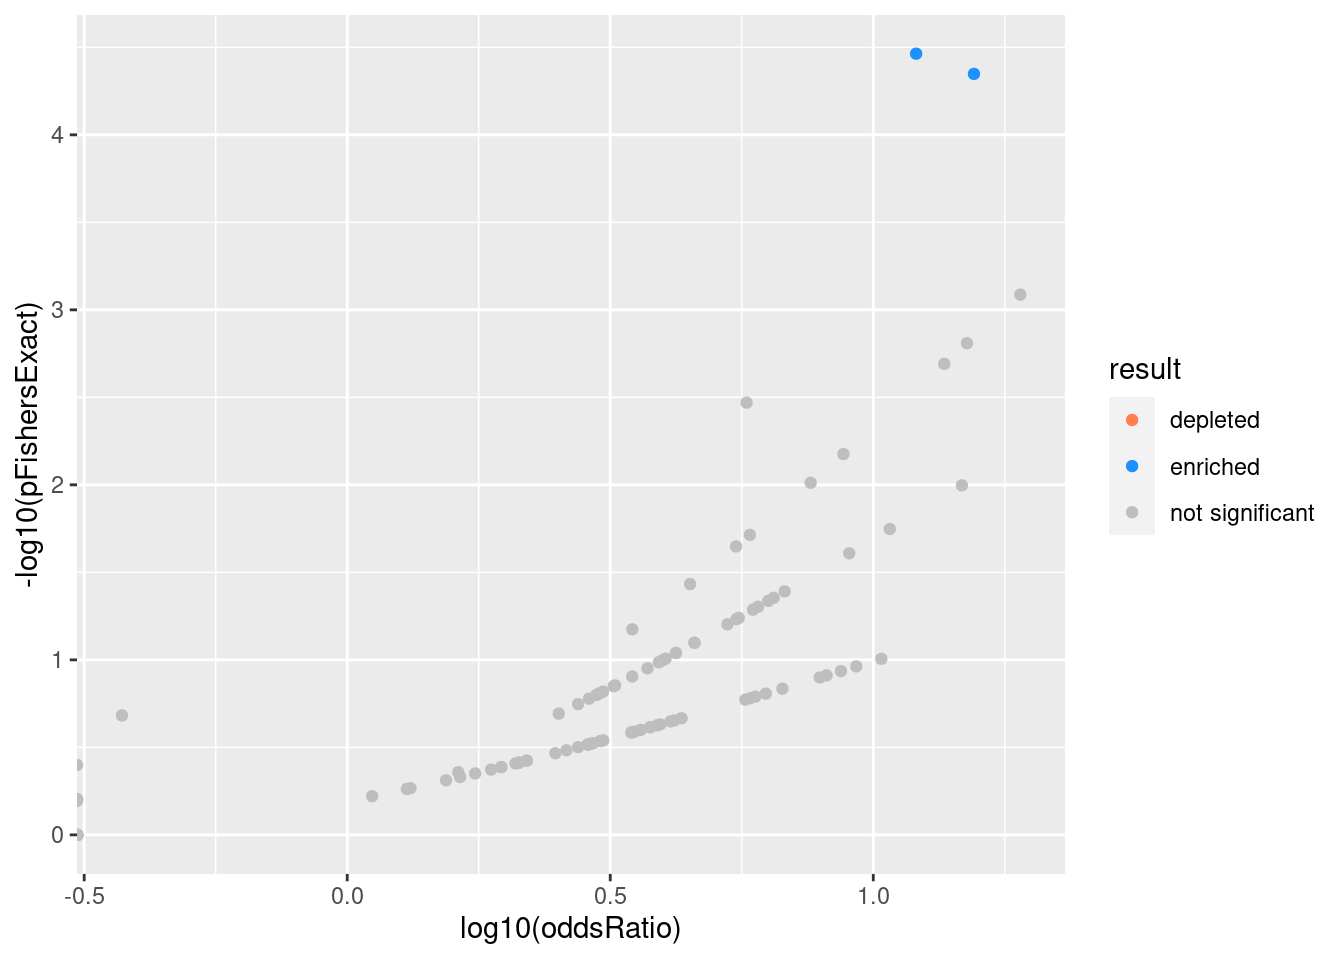 -log10(pFishersExact)
4
3
2
1
0
-0.5 0.0 0.5 1.0
log10(oddsRatio)
result
depleted
enriched
not significant